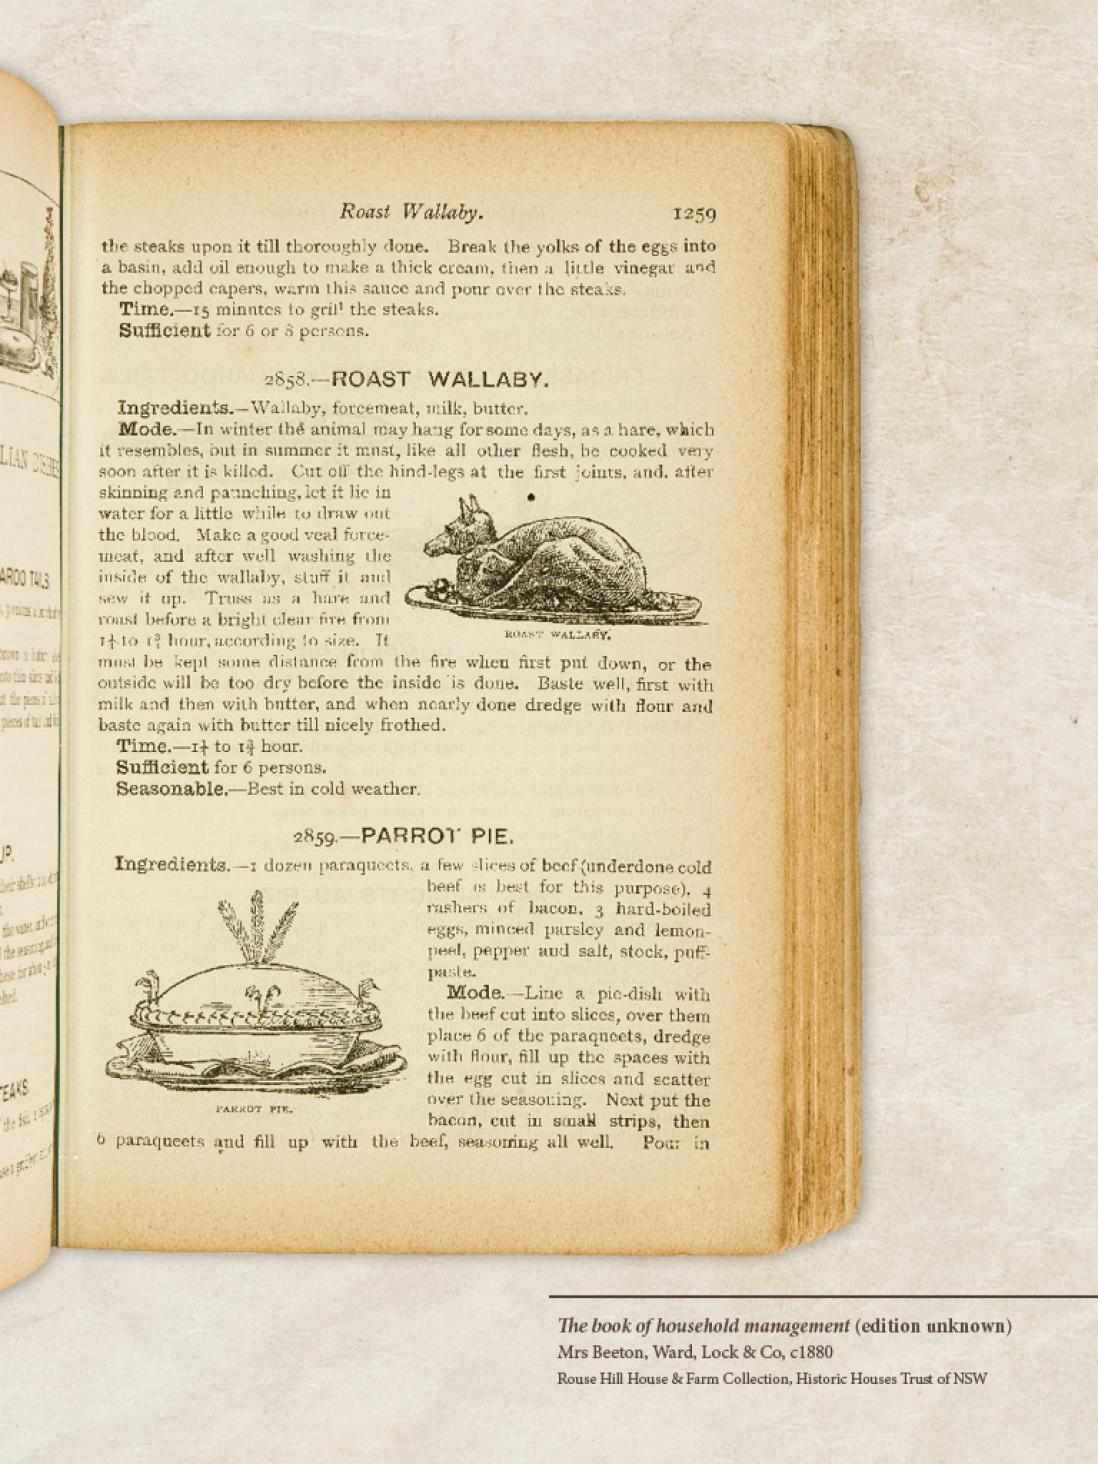 Roast Wallaby. 1259
the steaks upon it till thoroughly done. Break the yolks of the eggs into
a basin, add oil enough to make a thick cream, then a little vinegar and
the chopped capers, warm this sauce and pour over the steaks.
Time.—15 minutes to grill the steaks.
Sufficient for 6 or 8 persons.
2858.—ROAST WALLABY.
Ingredients.—Wallaby, forcemeat, milk, butter.
Mode.—In winter the animal may hang for some days, as a hare, which
it resembles, but in summer it must, like all other flesh, be cooked very
soon after it is killed. Cut off the hind-legs at the first joints, and, after
skinning and paunching, let it lie in
water for a little while to draw out
the blood. Make a good veal force-
meat, and after well washing the
inside of the wallaby, stuff it and
sew it up. Truss as a hare and
roast before a bright clear fire from
1¼ to 1¾ hour, according to size. It
ROAST WALLABY.
must be kept some distance from the fire when first put down, or the
outside will be too dry before the inside is done. Baste well, first with
milk and then with butter, and when nearly done dredge with flour and
baste again with butter till nicely frothed.
Time.—1¼ to 1¾ hour.
Sufficient for 6 persons.
Seasonable.—Best in cold weather.
2859.—PARROT PIE.
Ingredients.—1 dozen paraqueets, a few slices of beef (underdone cold
beef is best for this purpose), 4
rashers of bacon, 3 hard-boiled
eggs, minced parsley and lemon-
peel, pepper and salt, stock, puff-
paste.
Mode.—Line a pie-dish with
the beef cut into slices, over them
place 6 of the paraqueets, dredge
with flour, fill up the spaces with
the egg cut in slices and scatter
over the seasoning. Next put the
bacon, cut in small strips, then
PARROT PIE.
6 paraqueets and fill up with the beef, seasoning all well. Pour in
The book of household management (edition unknown)
Mrs Beeton, Ward, Lock & Co, c1880
Rouse Hill House & Farm Collection, Historic Houses Trust of NSW